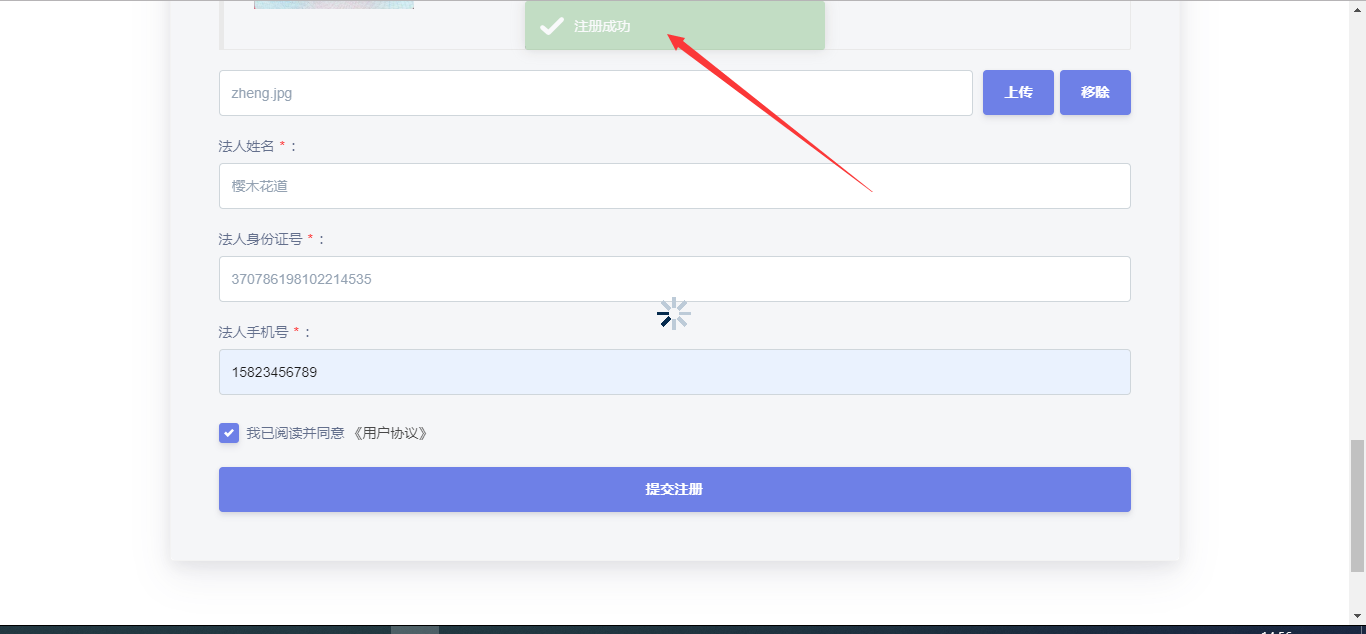 注册成功
zheng.jpg
上传
移除
法人姓名 * :
樱木花道
法人身份证号 * :
370786198102214535
法人手机号 * :
15823456789
我已阅读并同意 《用户协议》
提交注册